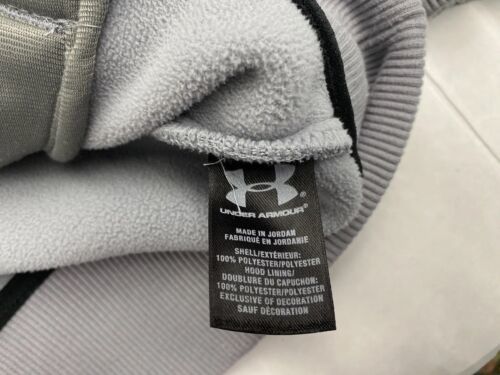 UNDER ARMOUR®
MADE IN JORDAN
FABRIQUÉ EN JORDANIE
SHELL/EXTÉRIEUR:
100% POLYESTER/POLYESTER
HOOD LINING/
DOUBLURE DU CAPUCHON:
100% POLYESTER/POLYESTER
EXCLUSIVE OF DECORATION
SAUF DÉCORATION